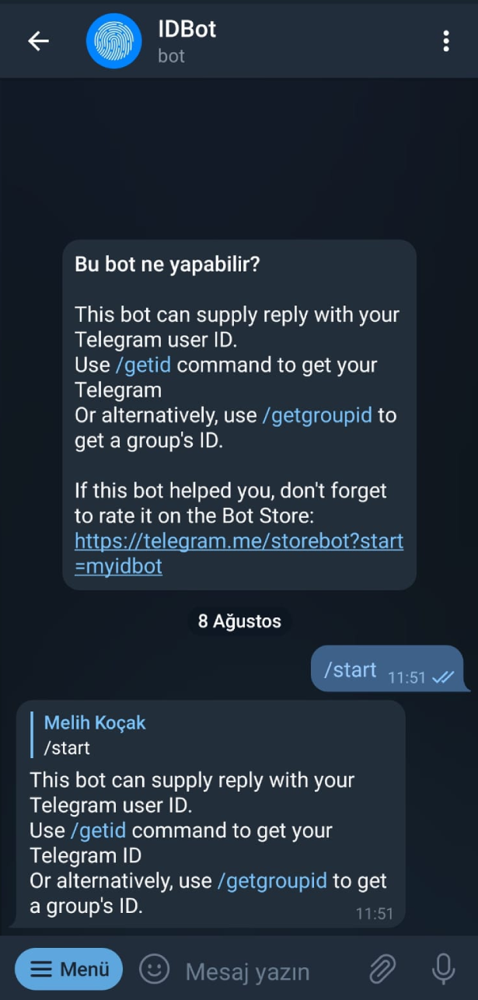 IDBot
bot
Bu bot ne yapabilir?
This bot can supply reply with your
Telegram user ID.
Use /getid command to get your
Telegram
Or alternatively, use /getgroupid to
get a group's ID.
If this bot helped you, don't forget
to rate it on the Bot Store:
https://telegram.me/storebot?start
=myidbot
8 Ağustos
/start 11:51
Melih Koçak
/start
This bot can supply reply with your
Telegram user ID.
Use /getid command to get your
Telegram ID
Or alternatively, use /getgroupid to get
a group's ID.
11:51
Menü
Mesaj yazın